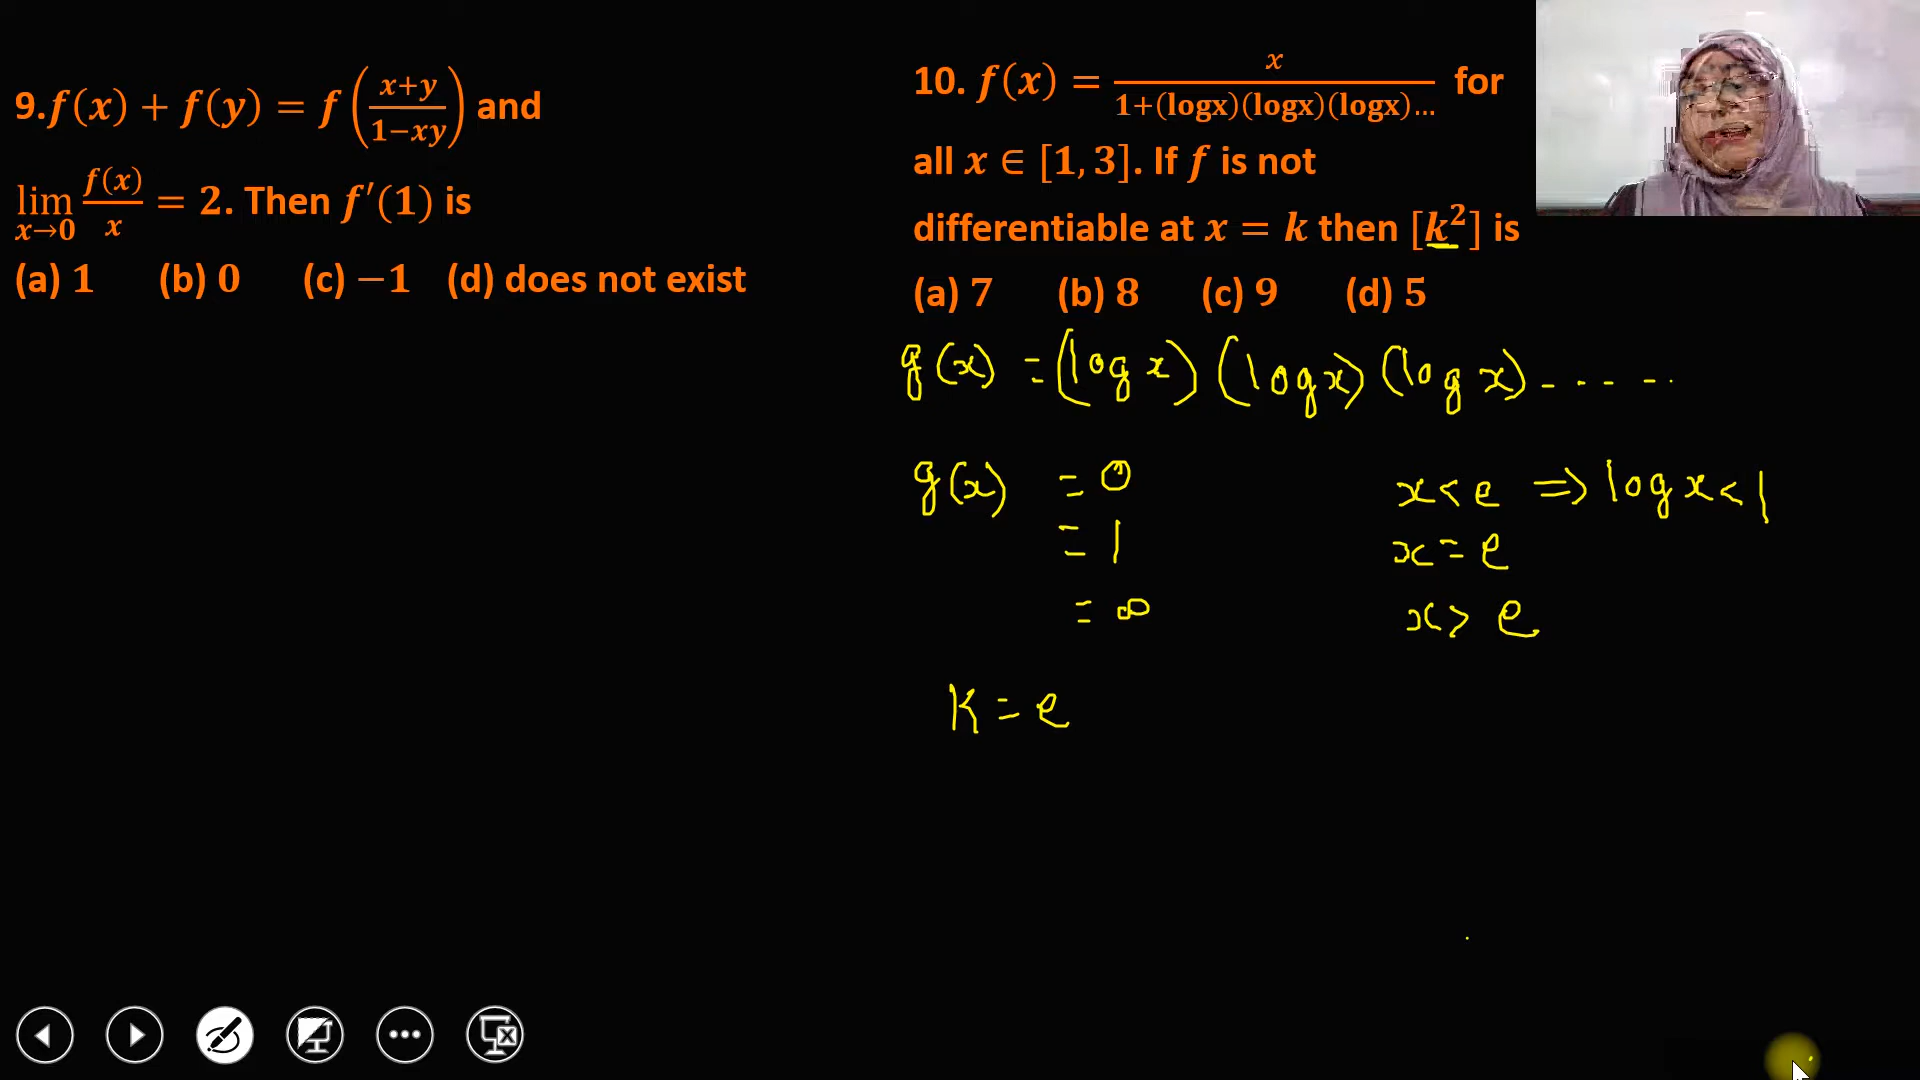 9.f(x) + f(y) = f((x+y)/(1−xy)) and
lim x→0 f(x)/x = 2. Then f′(1) is
(a) 1 (b) 0 (c) −1 (d) does not exist
10. f(x) = x/(1+(logx)(logx)(logx)...) for
all x ∈ [1, 3]. If f is not
differentiable at x = k then [k²] is
(a) 7 (b) 8 (c) 9 (d) 5
g(x) = (log x) (log x) (log x) - - - - - -
g(x) = 0 x < e ⇒ log x < 1
= 1 x = e
= ∞ x > e
K = e